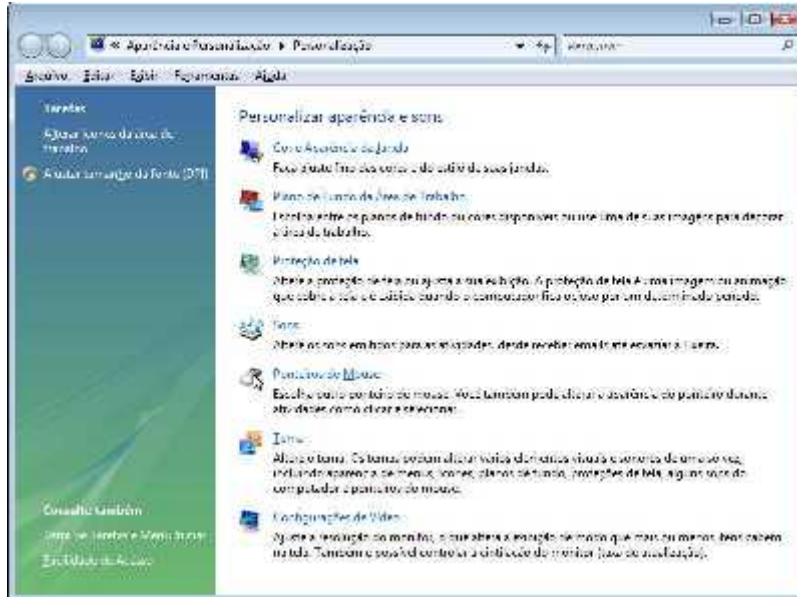 « Aparência e Personalização ▸ Personalização
Arquivo Editar Exibir Ferramentas Ajuda
Tarefas
Alterar ícones da área de
trabalho
Ajustar tamanho da fonte (DPI)
Personalizar aparência e sons
Cor e Aparência da Janela
Faça ajuste fino das cores e do estilo de suas janelas.
Plano de Fundo da Área de Trabalho
Escolha entre os planos de fundo ou cores disponíveis ou use uma de suas imagens para decorar
a área de trabalho.
Proteção de tela
Altere a proteção de tela ou ajusta a sua exibição. A proteção de tela é uma imagem ou animação
que cobre a tela e é exibida quando o computador fica ocioso por um determinado período.
Sons
Altere os sons emitidos para as atividades, desde receber emails até esvaziar a Lixeira.
Ponteiros do Mouse
Escolha outro ponteiro do mouse. Você também pode alterar a aparência do ponteiro durante
atividades como clicar e selecionar.
Tema
Altere o tema. Os temas podem alterar vários elementos visuais e sonoros de uma só vez,
incluindo aparência de menus, ícones, planos de fundo, proteções de tela, alguns sons do
computador e ponteiros do mouse.
Configurações de Vídeo
Ajuste a resolução do monitor, o que altera a exibição de modo que mais ou menos itens cabem
na tela. Também é possível controlar a cintilação do monitor (taxa de atualização).
Consulte também
Barra de Tarefas e Menu Iniciar
Facilidade de Acesso